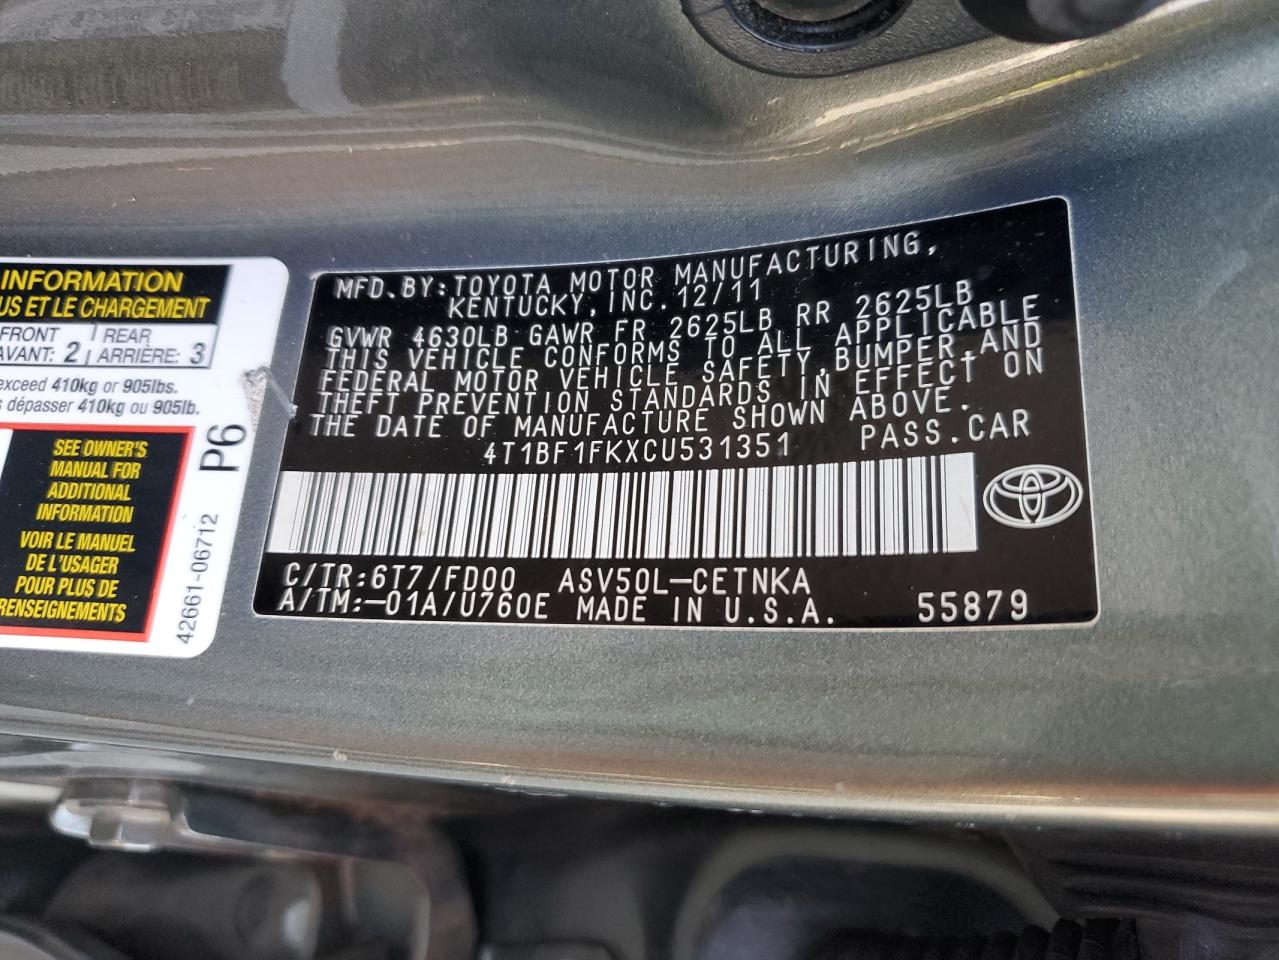 INFORMATION
US ET LE CHARGEMENT
FRONT REAR
AVANT: 2 ARRIÈRE: 3
exceed 410kg or 905lbs.
s dépasser 410kg ou 905lb.
SEE OWNER'S
MANUAL FOR
ADDITIONAL
INFORMATION
VOIR LE MANUEL
DE L'USAGER
POUR PLUS DE
RENSEIGNEMENTS
P6
42661-06712
MFD.BY:TOYOTA MOTOR MANUFACTURING,
KENTUCKY,INC.12/11
GVWR 4630LB GAWR FR 2625LB RR 2625LB
THIS VEHICLE CONFORMS TO ALL APPLICABLE
FEDERAL MOTOR VEHICLE SAFETY,BUMPER,AND
THEFT PREVENTION STANDARDS IN EFFECT ON
THE DATE OF MANUFACTURE SHOWN ABOVE.
4T1BF1FKXCU531351 PASS.CAR
C/TR:6T7/FD00 ASV50L-CETNKA
A/TM:-01A/U760E MADE IN U.S.A. 55879